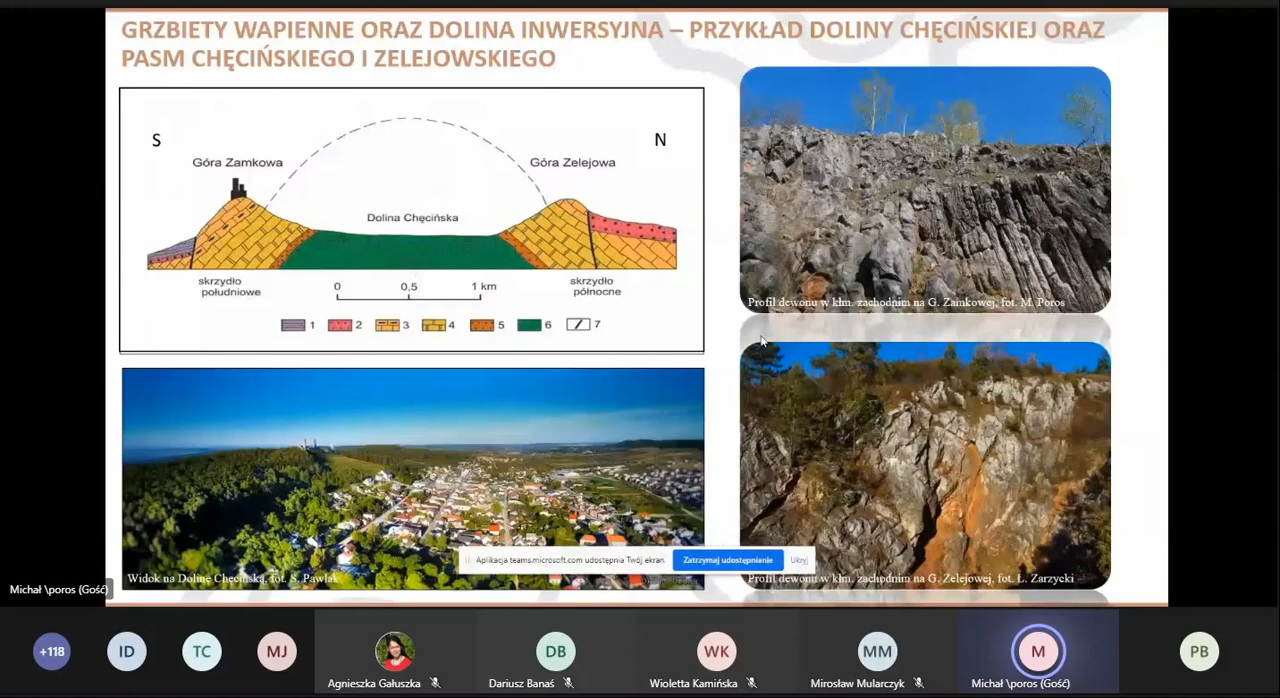 GRZBIETY WAPIENNE ORAZ DOLINA INWERSYJNA – PRZYKŁAD DOLINY CHĘCIŃSKIEJ ORAZ
PASM CHĘCIŃSKIEGO I ZELEJOWSKIEGO
S
N
Góra Zamkowa
Góra Zelejowa
Dolina Chęcińska
skrzydło
południowe
0
0,5
1 km
skrzydło
północne
1
2
3
4
5
6
7
Profil dewonu w kłm. zachodnim na G. Zamkowej, fot. M. Poros
Widok na Dolinę Chęcińską, fot. S. Pawlak
Profil dewonu w kłm. zachodnim na G. Zelejowej, fot. L. Zarzycki
Aplikacja teams.microsoft.com udostępnia Twój ekran.
Zatrzymaj udostępnianie
Ukryj
Michał \poros (Gość)
+118
ID
TC
MJ
Agnieszka Gałuszka
DB
Dariusz Banaś
WK
Wioletta Kamińska
MM
Mirosław Mularczyk
M
Michał \poros (Gość)
PB